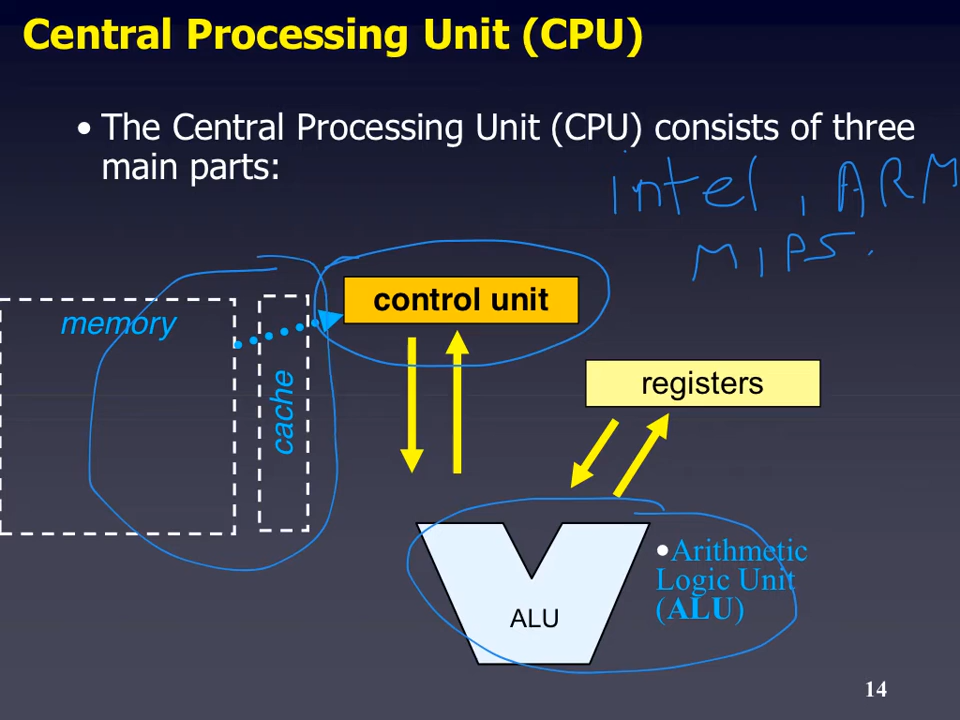 Central Processing Unit (CPU)
• The Central Processing Unit (CPU) consists of three
main parts:
intel, ARM
MIPS.
control unit
memory
cache
registers
•Arithmetic
Logic Unit
(ALU)
ALU
14